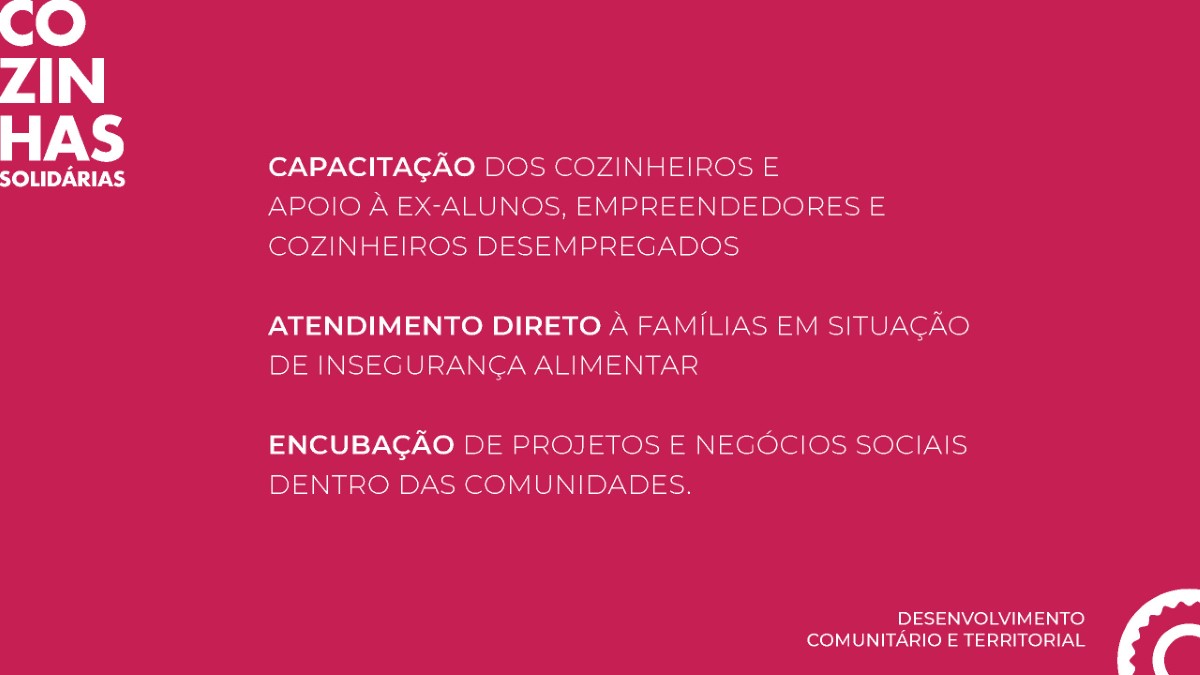 CO
ZIN
HAS
SOLIDÁRIAS
CAPACITAÇÃO DOS COZINHEIROS E
APOIO À EX-ALUNOS, EMPREENDEDORES E
COZINHEIROS DESEMPREGADOS
ATENDIMENTO DIRETO À FAMÍLIAS EM SITUAÇÃO
DE INSEGURANÇA ALIMENTAR
ENCUBAÇÃO DE PROJETOS E NEGÓCIOS SOCIAIS
DENTRO DAS COMUNIDADES.
DESENVOLVIMENTO
COMUNITÁRIO E TERRITORIAL